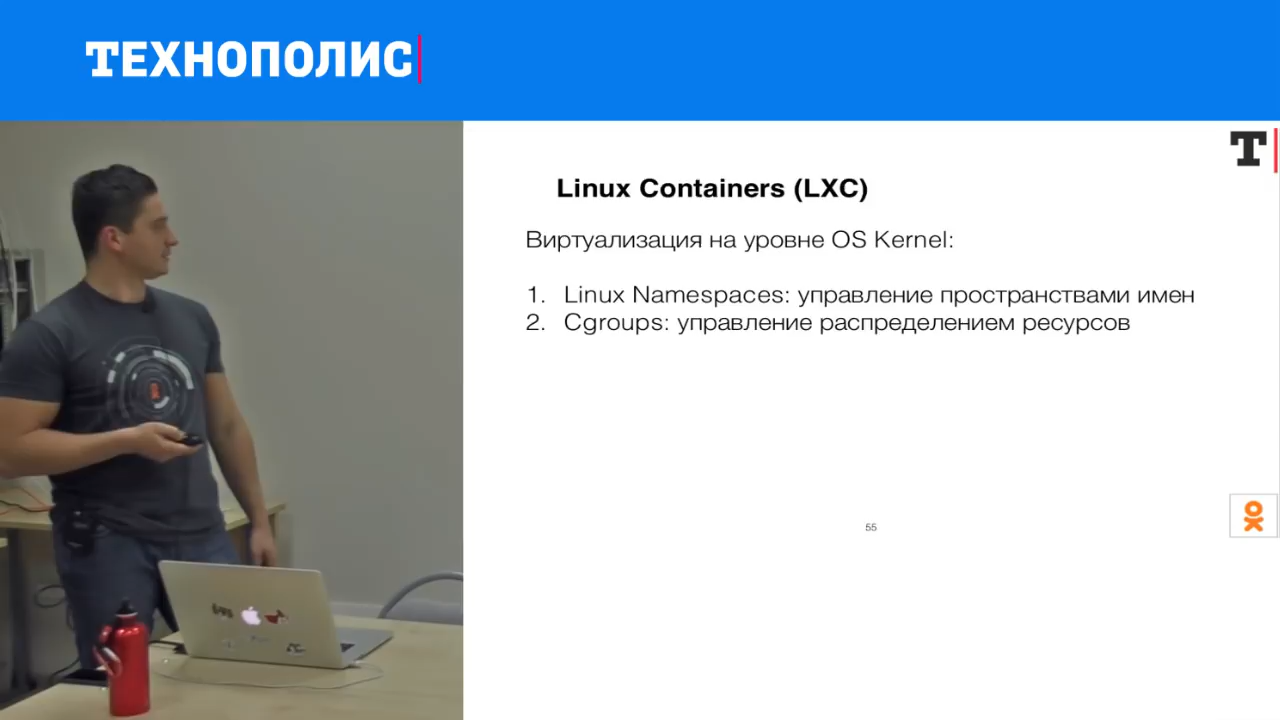 ТЕХНОПОЛИС
T
Linux Containers (LXC)
Виртуализация на уровне OS Kernel:
1. Linux Namespaces: управление пространствами имен
2. Cgroups: управление распределением ресурсов
55